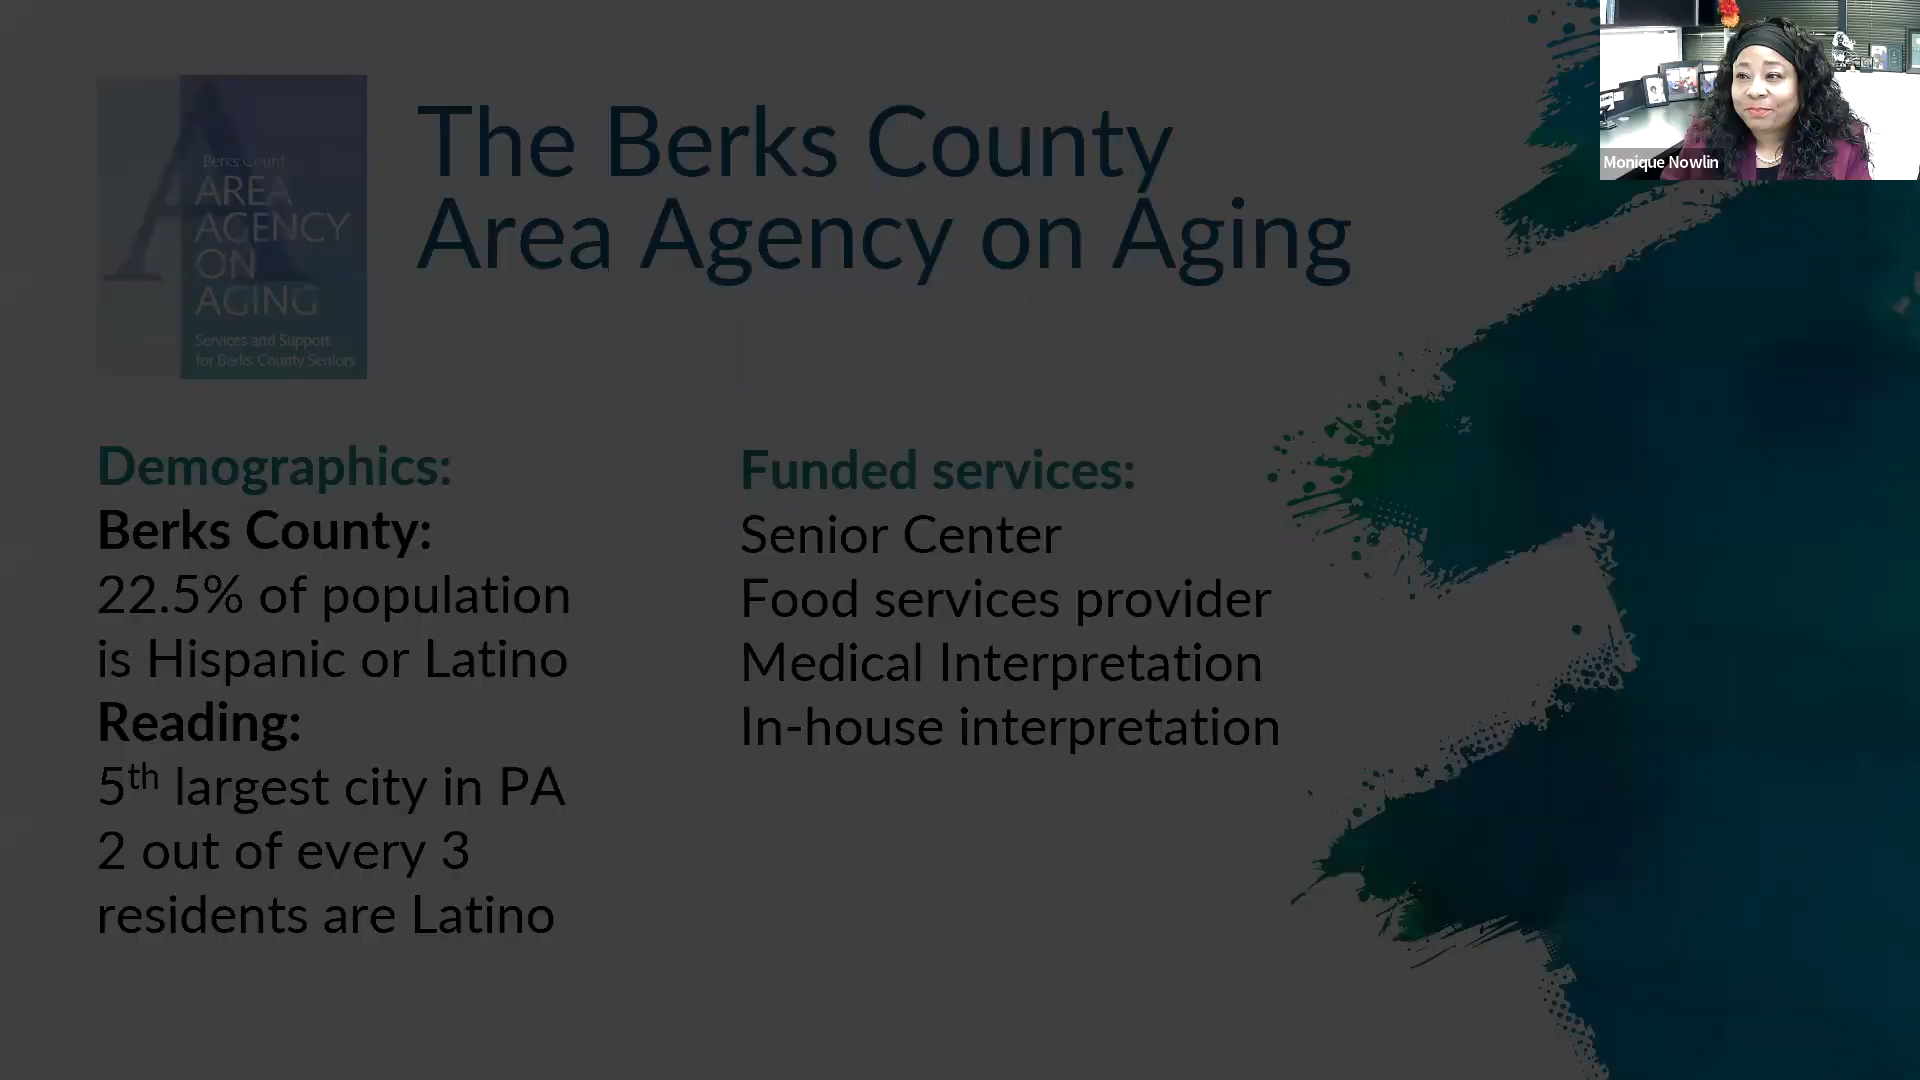 Berks Count
AREA
AGENCY
ON
AGING
Services and Support
for Berks County Seniors
The Berks County
Area Agency on Aging
Monique Nowlin
Demographics:
Berks County:
22.5% of population
is Hispanic or Latino
Reading:
5th largest city in PA
2 out of every 3
residents are Latino
Funded services:
Senior Center
Food services provider
Medical Interpretation
In-house interpretation